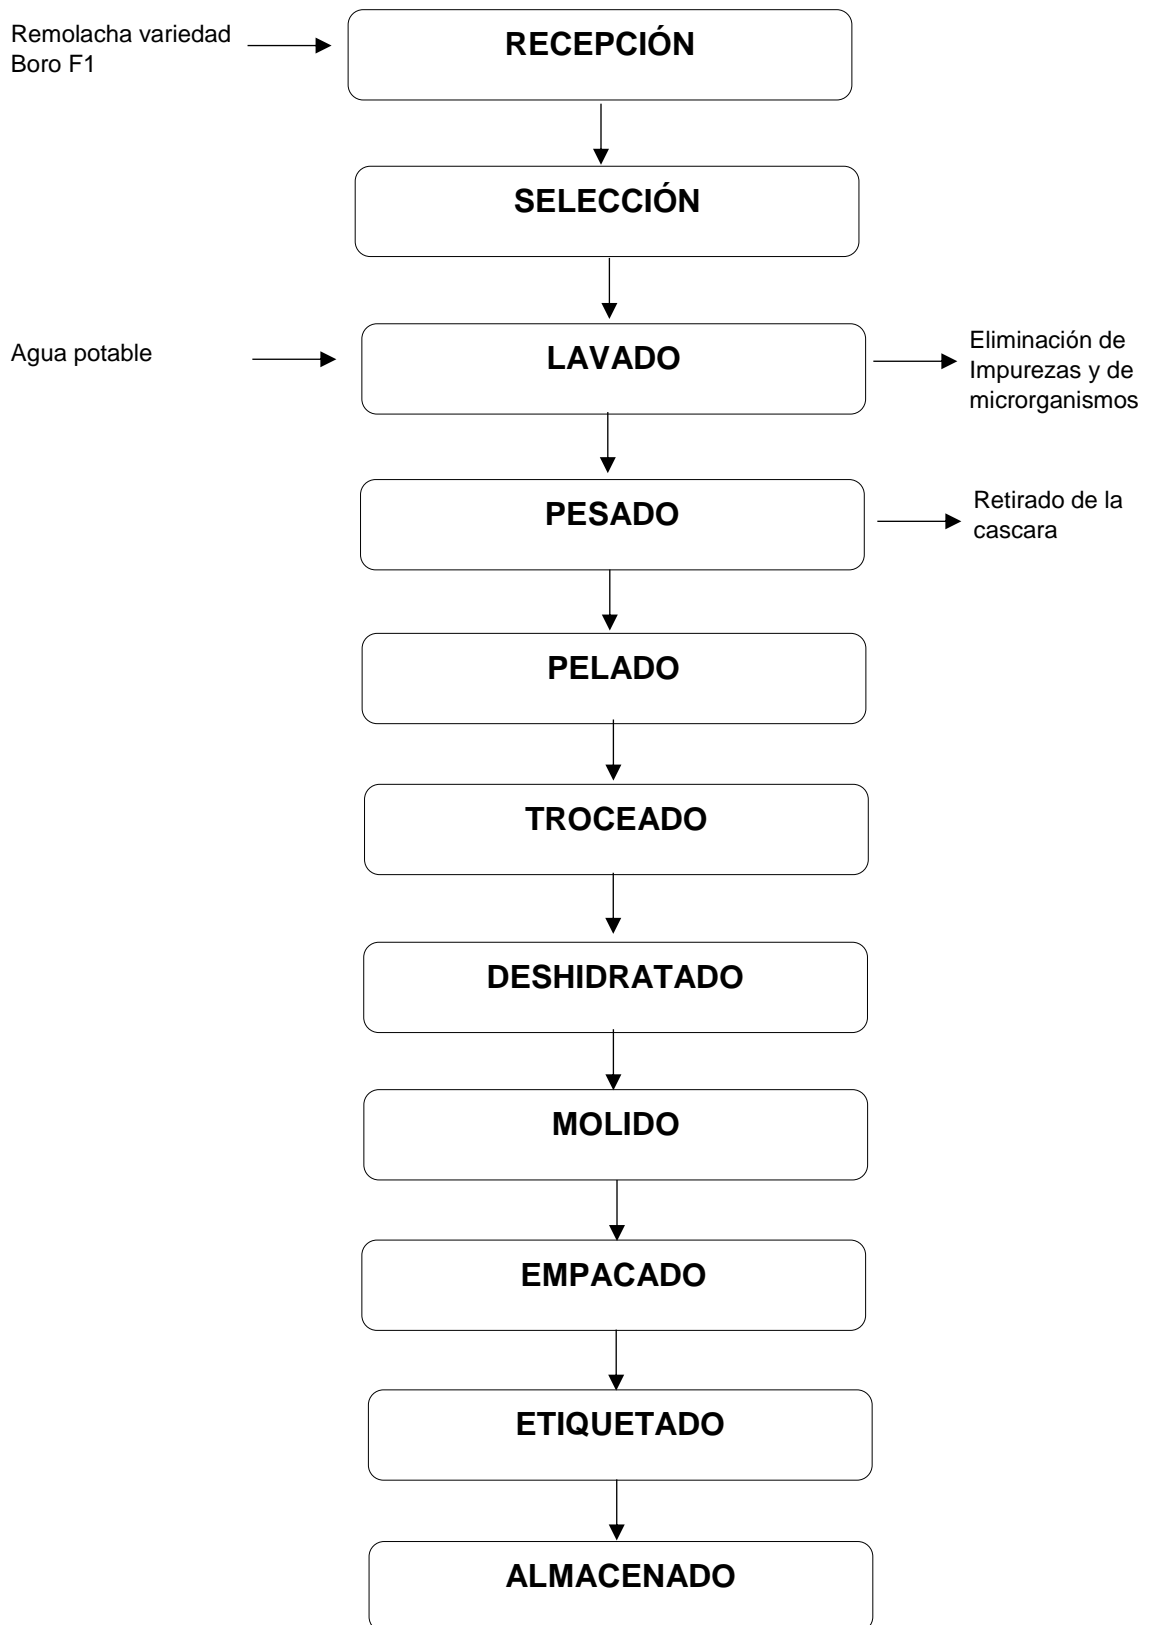 Remolacha variedad
Boro F1
RECEPCIÓN
SELECCIÓN
Agua potable
LAVADO
Eliminación de
Impurezas y de
microrganismos
PESADO
Retirado de la
cascara
PELADO
TROCEADO
DESHIDRATADO
MOLIDO
EMPACADO
ETIQUETADO
ALMACENADO